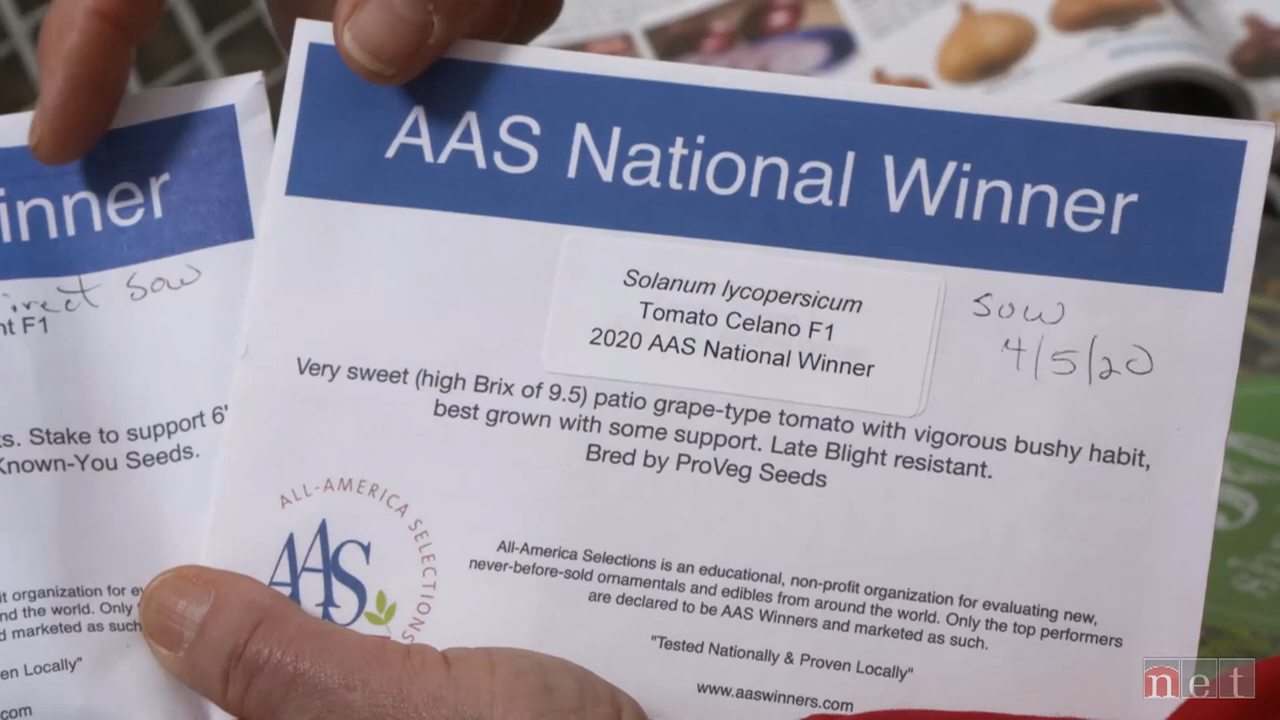 AAS National Winner
Solanum lycopersicum
Tomato Celano F1
2020 AAS National Winner
sow
4/5/20
Very sweet (high Brix of 9.5) patio grape-type tomato with vigorous bushy habit,
best grown with some support. Late Blight resistant.
Bred by ProVeg Seeds
ALL-AMERICA SELECTIONS
AAS
All-America Selections is an educational, non-profit organization for evaluating new,
never-before-sold ornamentals and edibles from around the world. Only the top performers
are declared to be AAS Winners and marketed as such.
"Tested Nationally & Proven Locally"
www.aaswinners.com
inner
irect sow
nt F1
s. Stake to support 6'
Known-You Seeds.
it organization for
nd the world. Only
d marketed as such
en Locally"
com
net